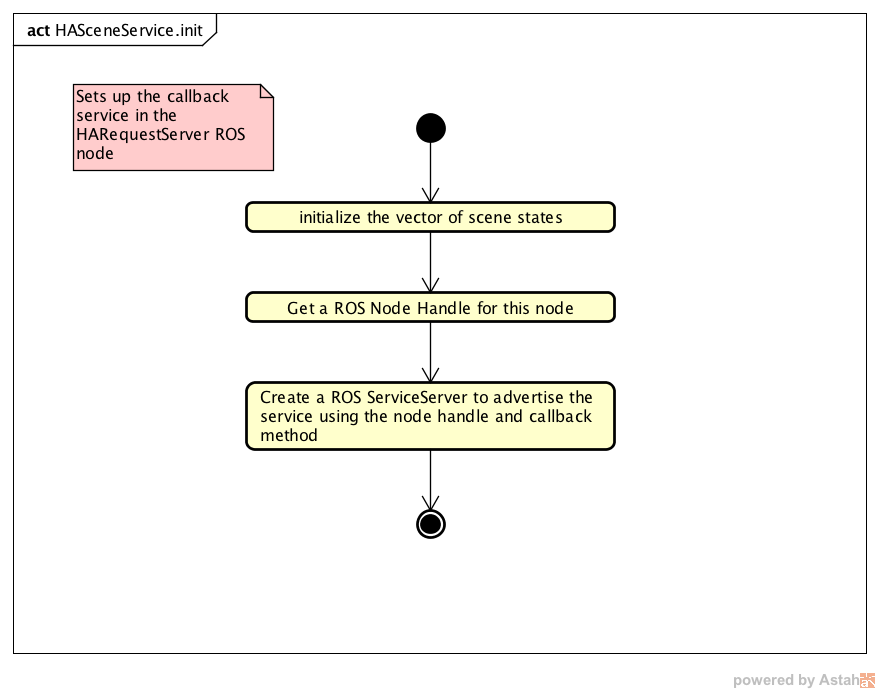 act HASceneService.init
Sets up the callback
service in the
HARequestServer ROS
node
initialize the vector of scene states
Get a ROS Node Handle for this node
Create a ROS ServiceServer to advertise the
service using the node handle and callback
method
powered by Astah